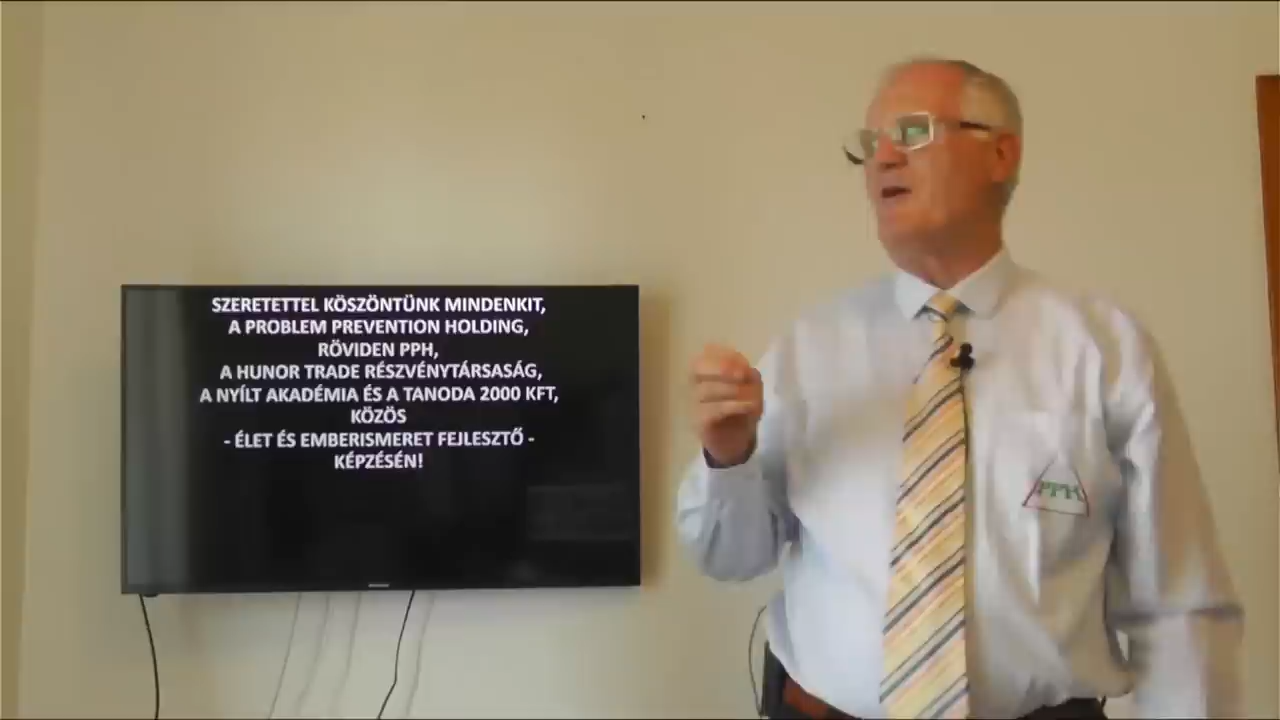 SZERETETTEL KÖSZÖNTÜNK MINDENKIT,
A PROBLEM PREVENTION HOLDING,
RÖVIDEN PPH,
A HUNOR TRADE RÉSZVÉNYTÁRSASÁG,
A NYÍLT AKADÉMIA ÉS A TANODA 2000 KFT,
KÖZÖS
- ÉLET ÉS EMBERISMERET FEJLESZTŐ -
KÉPZÉSÉN!
PPH